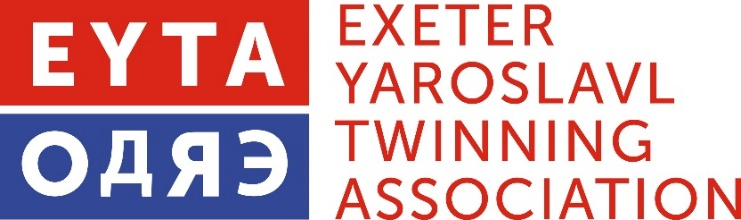 EYTA
ОДЯЭ
EXETER
YAROSLAVL
TWINNING
ASSOCIATION